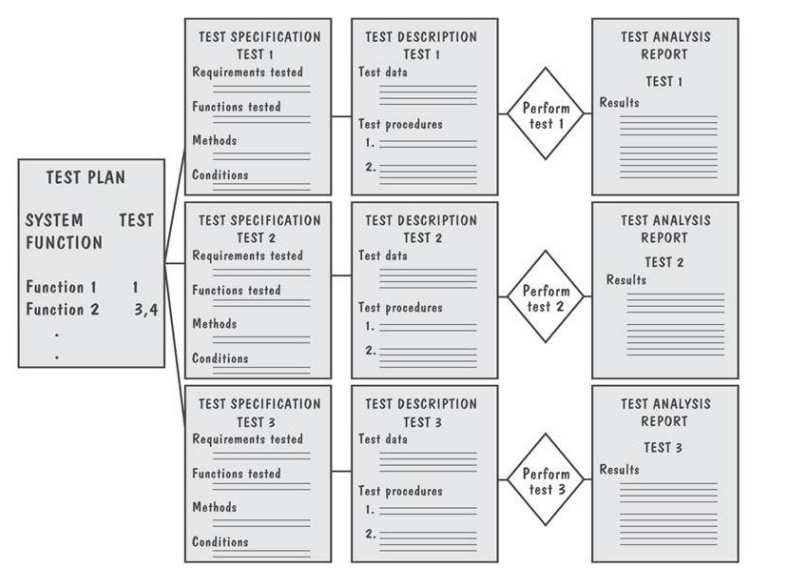 TEST PLAN
SYSTEM TEST
FUNCTION
Function 1 1
Function 2 3,4
.
.
TEST SPECIFICATION
TEST 1
Requirements tested
Functions tested
Methods
Conditions
TEST DESCRIPTION
TEST 1
Test data
Test procedures
1.
2.
Perform
test 1
TEST ANALYSIS
REPORT
TEST 1
Results
TEST SPECIFICATION
TEST 2
Requirements tested
Functions tested
Methods
Conditions
TEST DESCRIPTION
TEST 2
Test data
Test procedures
1.
2.
Perform
test 2
TEST ANALYSIS
REPORT
TEST 2
Results
TEST SPECIFICATION
TEST 3
Requirements tested
Functions tested
Methods
Conditions
TEST DESCRIPTION
TEST 3
Test data
Test procedures
1.
2.
Perform
test 3
TEST ANALYSIS
REPORT
TEST 3
Results